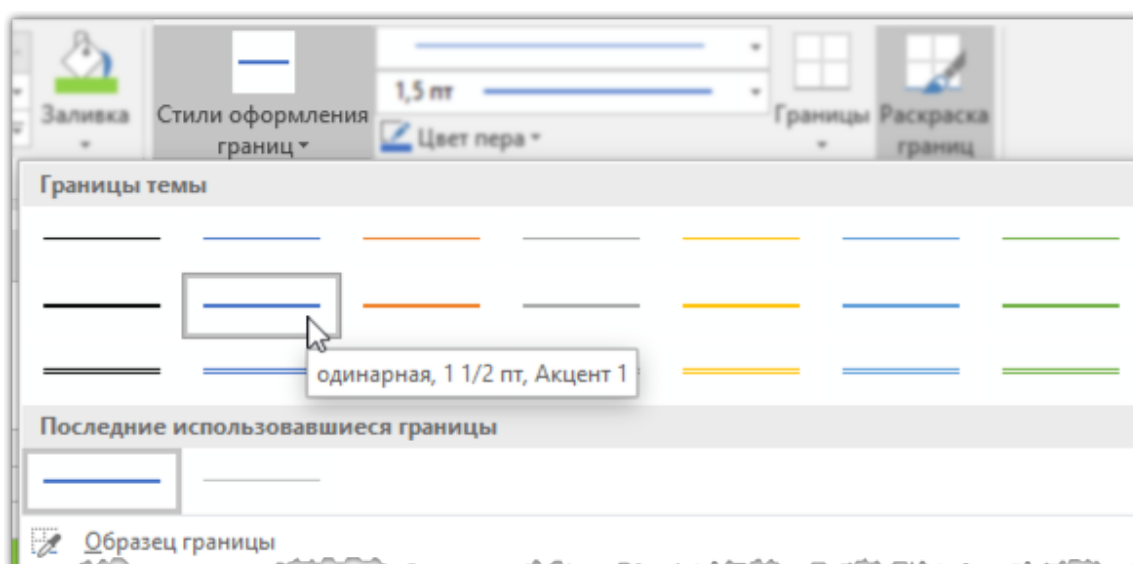 1,5 пт
Заливка
Стили оформления
границ
Цвет пера
Границы
Раскраска
границ
Границы темы
одинарная, 1 1/2 пт, Акцент 1
Последние использовавшиеся границы
Образец границы